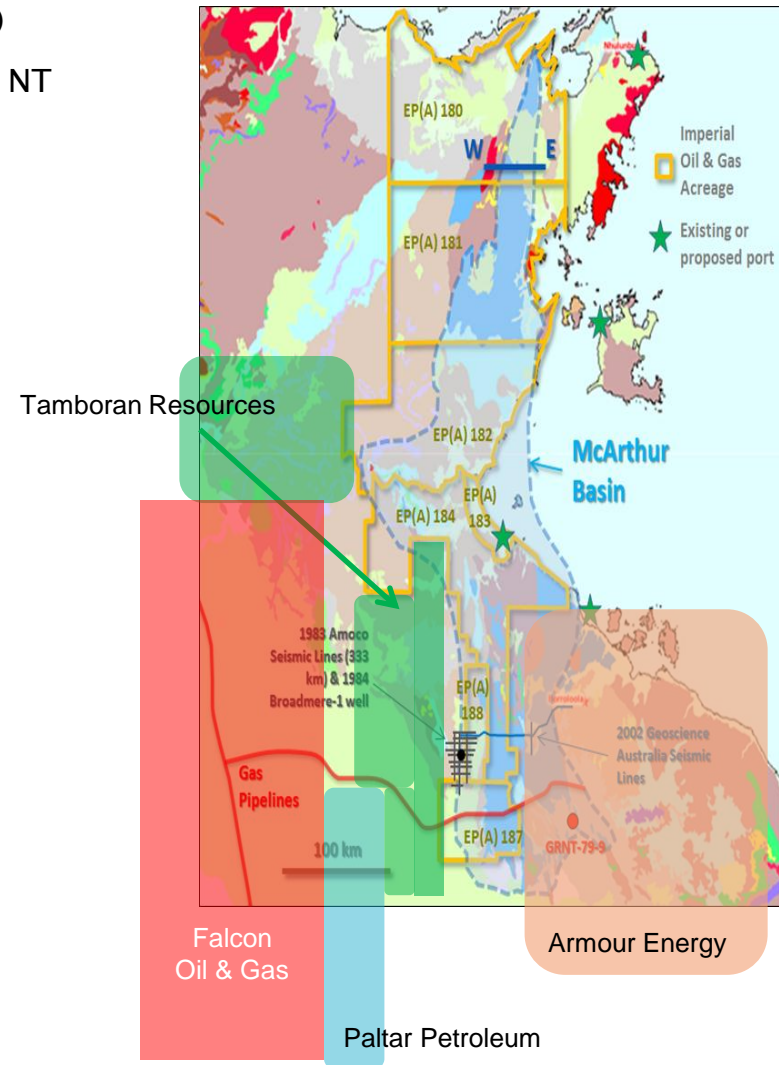 )
NT
Nhulunbuy
EP(A) 180
W E
Imperial
Oil & Gas
Acreage
EP(A) 181
Existing or
proposed port
Tamboran Resources
EP(A) 182
McArthur
Basin
EP(A)
183
EP(A) 184
1983 Amoco
Seismic Lines (333
km) & 1984
Broadmere-1 well
EP(A)
188
2002 Geoscience
Australia Seismic
Lines
Gas
Pipelines
EP(A) 187
GRNT-79-9
100 km
Falcon
Oil & Gas
Armour Energy
Paltar Petroleum